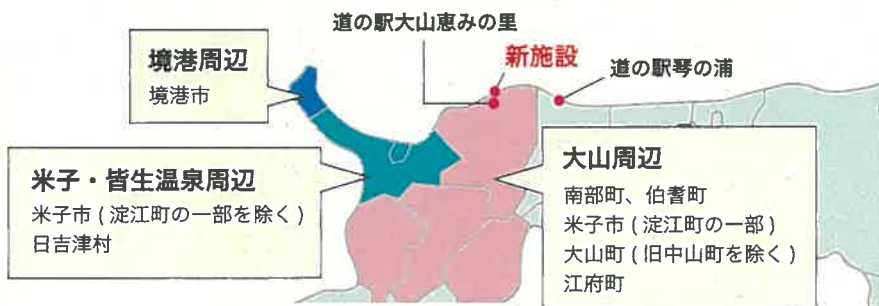 道の駅大山恵みの里
新施設
道の駅琴の浦
境港周辺
境港市
米子・皆生温泉周辺
米子市 ( 淀江町の一部を除く )
日吉津村
大山周辺
南部町、伯耆町
米子市 ( 淀江町の一部 )
大山町 ( 旧中山町を除く )
江府町